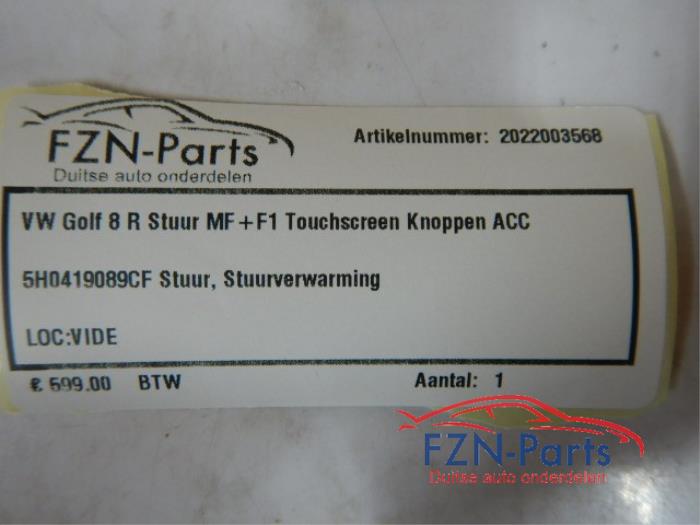 FZN-Parts
Duitse auto onderdelen
Artikelnummer: 2022003568
VW Golf 8 R Stuur MF+F1 Touchscreen Knoppen ACC
5H0419089CF Stuur, Stuurverwarming
LOC:VIDE
€ 599.00 BTW Aantal: 1
FZN-Parts
Duitse auto onderdelen